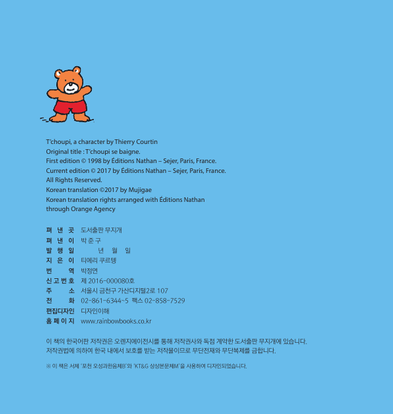 T'choupi, a character by Thierry Courtin
Original title : T'choupi se baigne.
First edition © 1998 by Éditions Nathan – Sejer, Paris, France.
Current edition © 2017 by Éditions Nathan – Sejer, Paris, France.
All Rights Reserved.
Korean translation ©2017 by Mujigae
Korean translation rights arranged with Éditions Nathan
through Orange Agency
펴 낸 곳 도서출판 무지개
펴 낸 이 박 준 구
발 행 일 년 월 일
지 은 이 티에리 쿠르탱
번 역 박정연
신고번호 제 2016-000080호
주 소 서울시 금천구 가산디지털2로 107
전 화 02-861-6344~5 팩스 02-858-7529
편집디자인 디자인이래
홈페이지 www.rainbowbooks.co.kr
이 책의 한국어판 저작권은 오렌지에이전시를 통해 저작권사와 독점 계약한 도서출판 무지개에 있습니다.
저작권법에 의하여 한국 내에서 보호를 받는 저작물이므로 무단전재와 무단복제를 금합니다.
※ 이 책은 서체 '포천 오성과한음체B'와 'KT&G 상상본문체M'을 사용하여 디자인되었습니다.